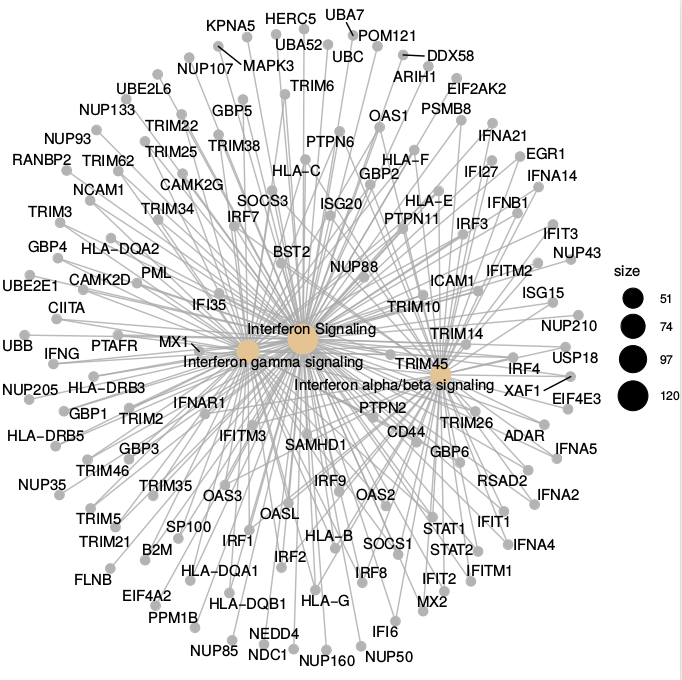 UBA7
HERC5
KPNA5
POM121
UBA52
UBC
DDX58
NUP107
MAPK3
ARIH1
UBE2L6
TRIM6
EIF2AK2
NUP133
GBP5
PSMB8
TRIM22
OAS1
NUP93
IFNA21
TRIM25
TRIM38
PTPN6
RANBP2
TRIM62
HLA−F
EGR1
HLA−C
GBP2
IFI27
IFNA14
NCAM1
CAMK2G
SOCS3
ISG20
HLA−E
IFNB1
TRIM3
TRIM34
IRF7
PTPN11
IRF3
IFIT3
GBP4
HLA−DQA2
BST2
NUP43
UBE2E1
CAMK2D
PML
NUP88
ICAM1
IFITM2
CIITA
IFI35
TRIM10
ISG15
Interferon Signaling
NUP210
UBB
PTAFR
MX1
TRIM14
IFNG
Interferon gamma signaling
TRIM45
IRF4
USP18
NUP205
HLA−DRB3
Interferon alpha/beta signaling
XAF1
EIF4E3
GBP1
TRIM2
IFNAR1
PTPN2
HLA−DRB5
IFITM3
SAMHD1
CD44
TRIM26
ADAR
TRIM46
GBP3
GBP6
IFNA5
NUP35
TRIM35
OAS3
IRF9
OAS2
RSAD2
IFNA2
TRIM5
SP100
OASL
STAT1
IFIT1
TRIM21
B2M
IRF1
HLA−B
SOCS1
STAT2
IFNA4
FLNB
HLA−DQA1
IRF2
IRF8
IFIT2
IFITM1
EIF4A2
HLA−DQB1
HLA−G
MX2
PPM1B
NEDD4
IFI6
NUP85
NDC1
NUP160
NUP50
size
51
74
97
120